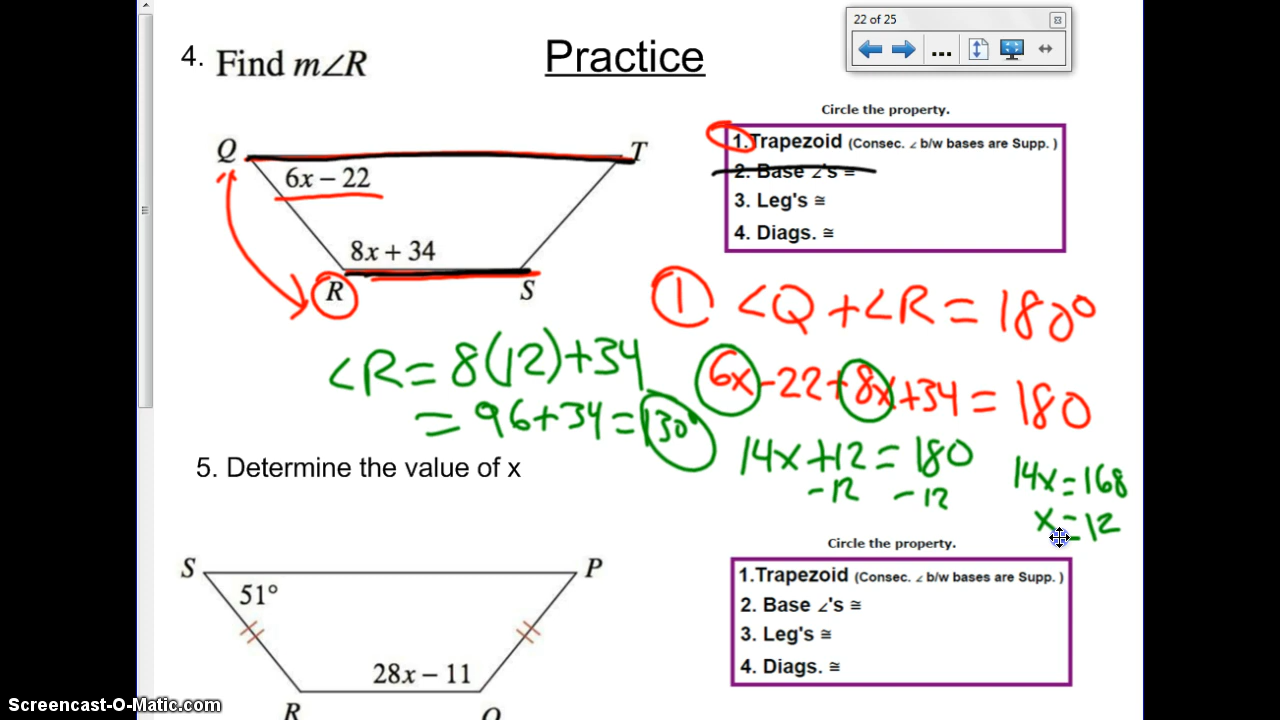 22 of 25
4. Find m∠R
Practice
Circle the property.
1.Trapezoid (Consec. ∠ b/w bases are Supp. )
2. Base ∠'s ≅
3. Leg's ≅
4. Diags. ≅
Q
T
6x – 22
8x + 34
R
S
1 ∠Q + ∠R = 180°
∠R = 8(12)+34
= 96+34 = 130°
6x -22 + 8x +34 = 180
14x +12 = 180
-12 -12
14x = 168
x = 12
5. Determine the value of x
Circle the property.
1.Trapezoid (Consec. ∠ b/w bases are Supp. )
2. Base ∠'s ≅
3. Leg's ≅
4. Diags. ≅
S
P
51°
28x – 11
R
Screencast-O-Matic.com